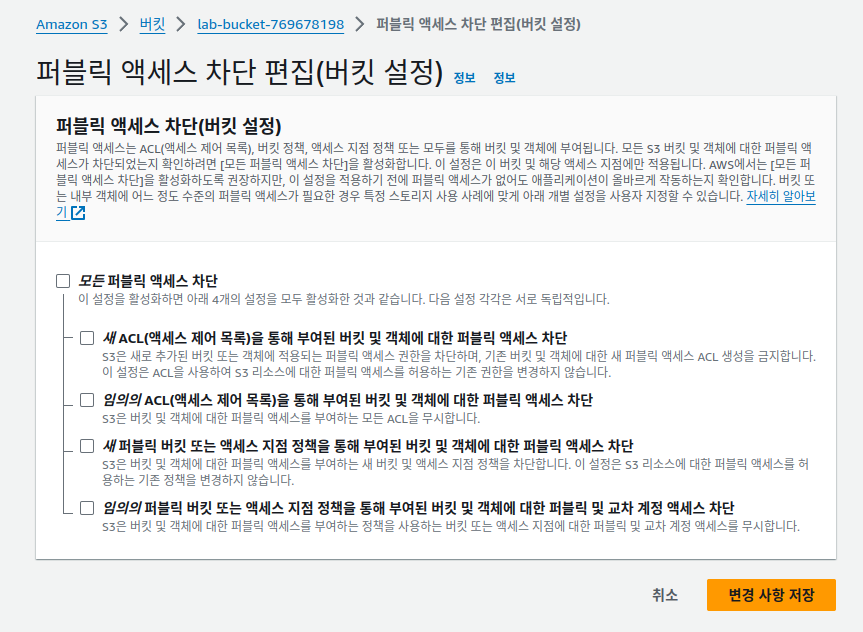 Amazon S3 > 버킷 > lab-bucket-769678198 > 퍼블릭 액세스 차단 편집(버킷 설정)
퍼블릭 액세스 차단 편집(버킷 설정) 정보 정보
퍼블릭 액세스 차단(버킷 설정)
퍼블릭 액세스는 ACL(액세스 제어 목록), 버킷 정책, 액세스 지점 정책 또는 모두를 통해 버킷 및 객체에 부여됩니다. 모든 S3 버킷 및 객체에 대한 퍼블릭 액
세스가 차단되었는지 확인하려면 [모든 퍼블릭 액세스 차단]을 활성화합니다. 이 설정은 이 버킷 및 해당 액세스 지점에만 적용됩니다. AWS에서는 [모든 퍼
블릭 액세스 차단]을 활성화하도록 권장하지만, 이 설정을 적용하기 전에 퍼블릭 액세스가 없어도 애플리케이션이 올바르게 작동하는지 확인합니다. 버킷 또
는 내부 객체에 어느 정도 수준의 퍼블릭 액세스가 필요한 경우 특정 스토리지 사용 사례에 맞게 아래 개별 설정을 사용자 지정할 수 있습니다. 자세히 알아보
기
모든 퍼블릭 액세스 차단
이 설정을 활성화하면 아래 4개의 설정을 모두 활성화한 것과 같습니다. 다음 설정 각각은 서로 독립적입니다.
새 ACL(액세스 제어 목록)을 통해 부여된 버킷 및 객체에 대한 퍼블릭 액세스 차단
S3은 새로 추가된 버킷 또는 객체에 적용되는 퍼블릭 액세스 권한을 차단하며, 기존 버킷 및 객체에 대한 새 퍼블릭 액세스 ACL 생성을 금지합니다.
이 설정은 ACL을 사용하여 S3 리소스에 대한 퍼블릭 액세스를 허용하는 기존 권한을 변경하지 않습니다.
임의의 ACL(액세스 제어 목록)을 통해 부여된 버킷 및 객체에 대한 퍼블릭 액세스 차단
S3은 버킷 및 객체에 대한 퍼블릭 액세스를 부여하는 모든 ACL을 무시합니다.
새 퍼블릭 버킷 또는 액세스 지점 정책을 통해 부여된 버킷 및 객체에 대한 퍼블릭 액세스 차단
S3은 버킷 및 객체에 대한 퍼블릭 액세스를 부여하는 새 버킷 및 액세스 지점 정책을 차단합니다. 이 설정은 S3 리소스에 대한 퍼블릭 액세스를 허
용하는 기존 정책을 변경하지 않습니다.
임의의 퍼블릭 버킷 또는 액세스 지점 정책을 통해 부여된 버킷 및 객체에 대한 퍼블릭 및 교차 계정 액세스 차단
S3은 버킷 및 객체에 대한 퍼블릭 액세스를 부여하는 정책을 사용하는 버킷 또는 액세스 지점에 대한 퍼블릭 및 교차 계정 액세스를 무시합니다.
취소 변경 사항 저장